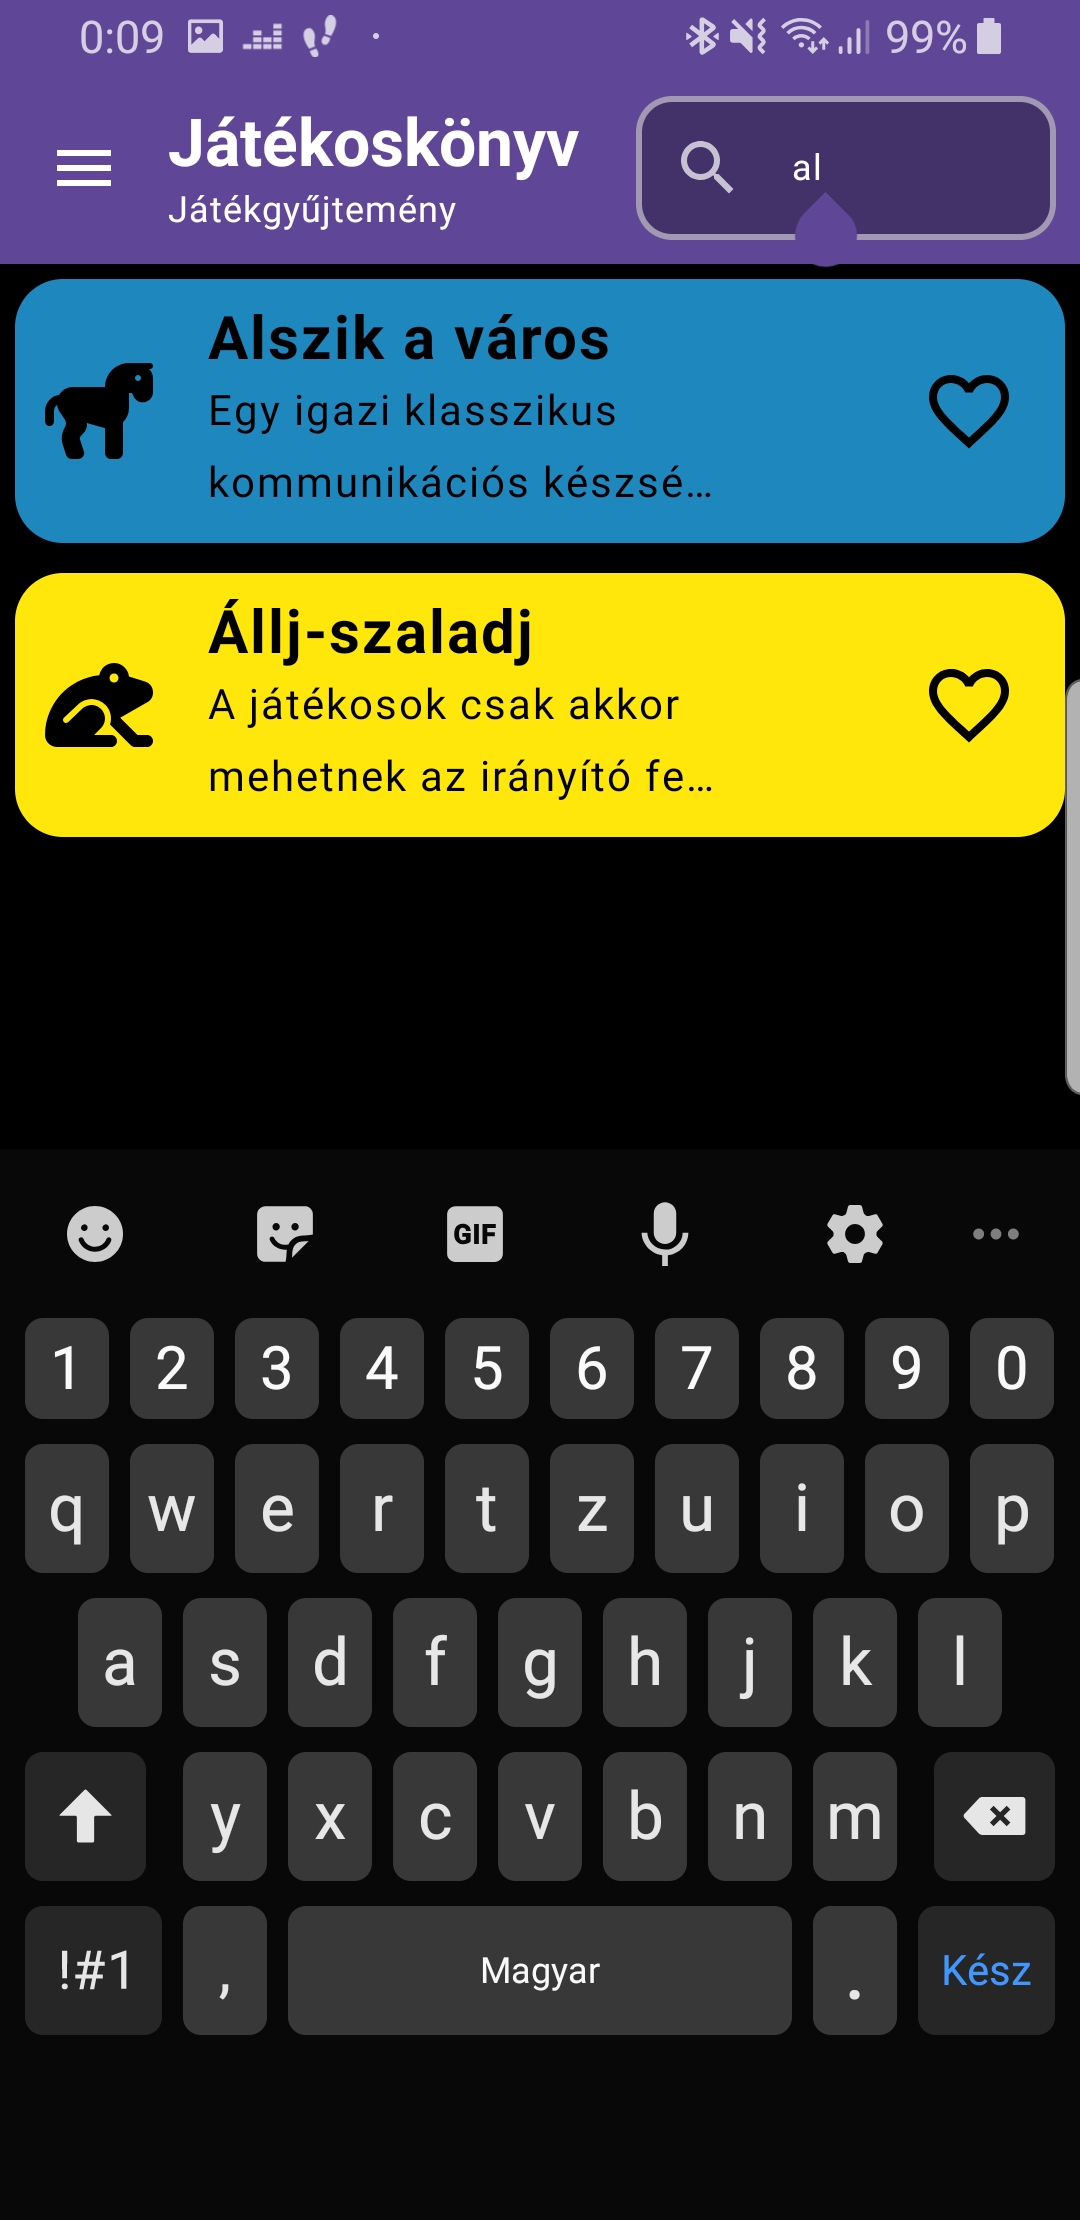 0:09
99%
Játékoskönyv
Játékgyűjtemény
al
Alszik a város
Egy igazi klasszikus
kommunikációs készsé…
Állj-szaladj
A játékosok csak akkor
mehetnek az irányító fe…
GIF
1 2 3 4 5 6 7 8 9 0
q w e r t z u i o p
a s d f g h j k l
y x c v b n m
!#1 , Magyar . Kész